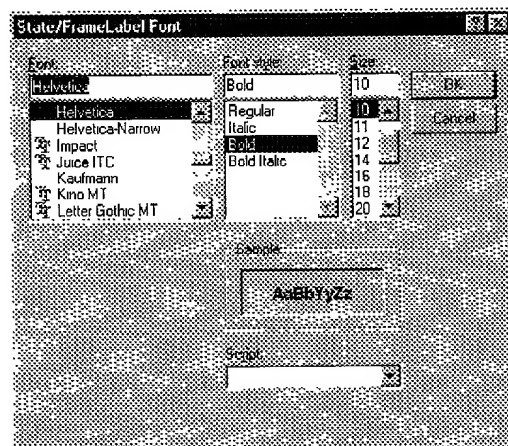 State/FrameLabel Font
Font:
Font style:
Size:
Helvetica
Bold
10
OK
Cancel
Helvetica
Helvetica-Narrow
Impact
Juice ITC
Kaufmann
Kino MT
Letter Gothic MT
Regular
Italic
Bold
Bold Italic
10
11
12
14
16
18
20
Sample
AaBbYyZz
Script: